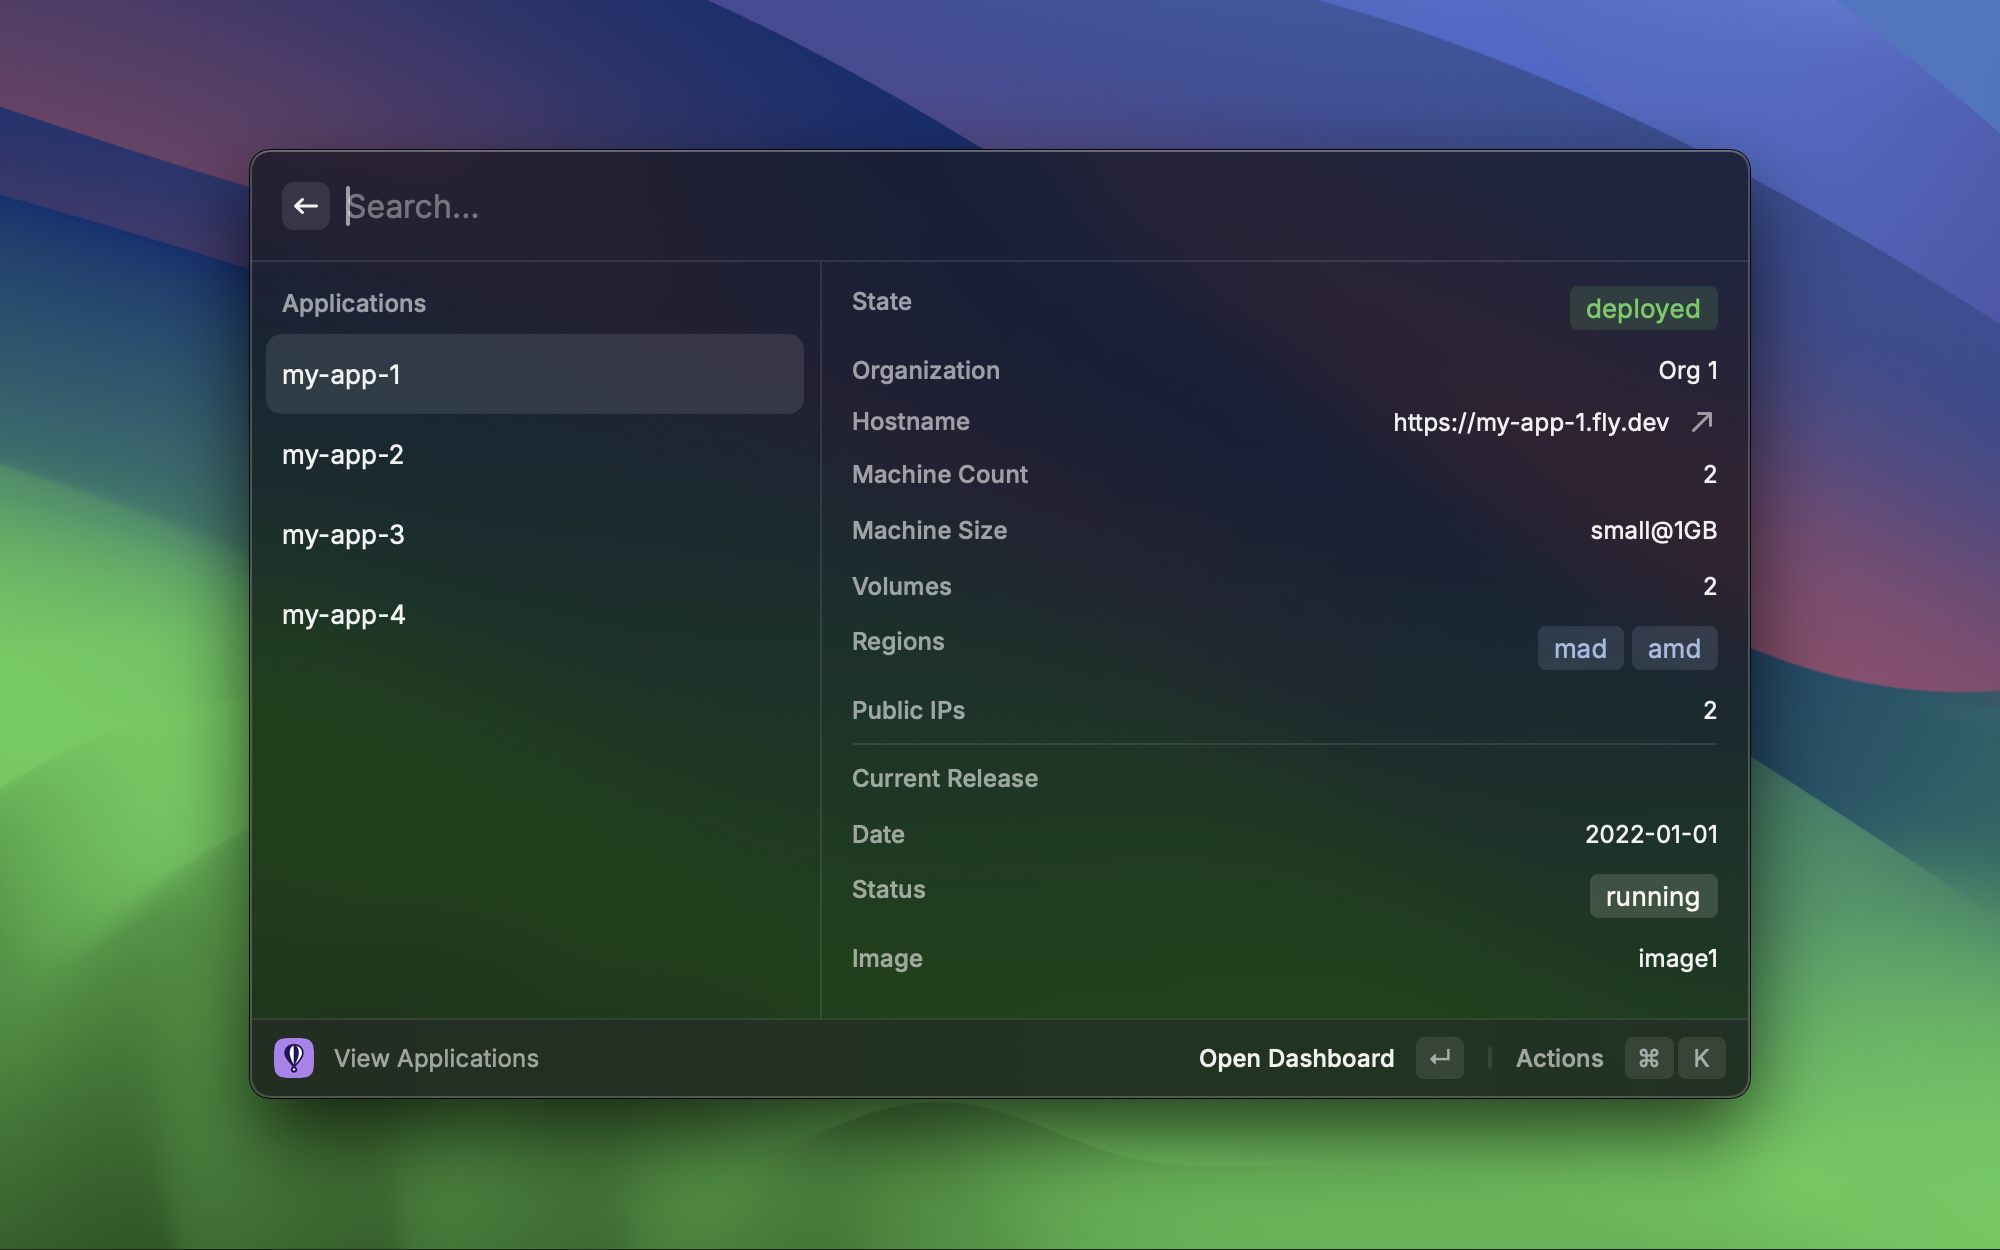 Search...
Applications
my-app-1
my-app-2
my-app-3
my-app-4
State deployed
Organization Org 1
Hostname https://my-app-1.fly.dev
Machine Count 2
Machine Size small@1GB
Volumes 2
Regions mad amd
Public IPs 2
Current Release
Date 2022-01-01
Status running
Image image1
View Applications Open Dashboard Actions ⌘ K